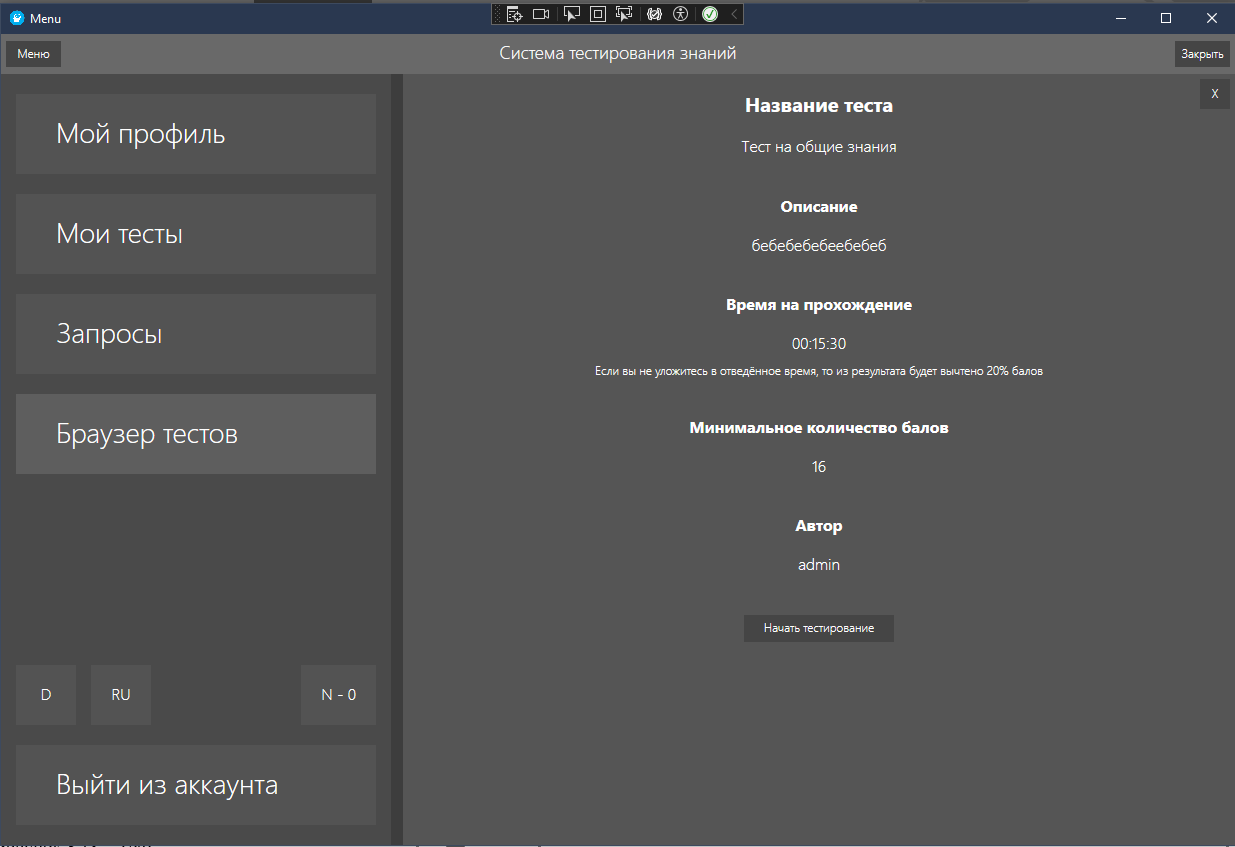 Menu
Меню
Система тестирования знаний
Закрыть
Мой профиль
Мои тесты
Запросы
Браузер тестов
D
RU
N - 0
Выйти из аккаунта
X
Название теста
Тест на общие знания
Описание
бебебебебеебебеб
Время на прохождение
00:15:30
Если вы не уложитесь в отведённое время, то из результата будет вычтено 20% балов
Минимальное количество балов
16
Автор
admin
Начать тестирование